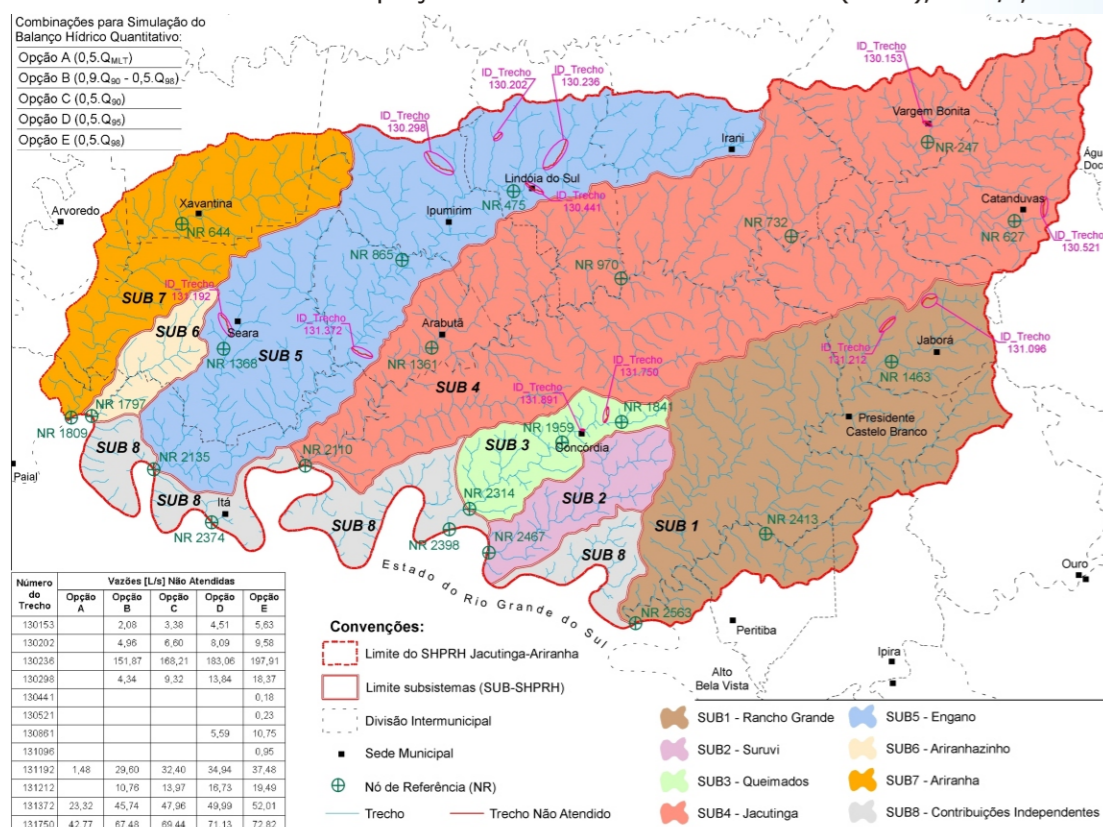 Combinações para Simulação do
Balanço Hídrico Quantitativo:
Opção A (0,5.QMLT)
Opção B (0,9.Q90 - 0,5.Q98)
Opção C (0,5.Q90)
Opção D (0,5.Q95)
Opção E (0,5.Q98)
ID_Trecho
130.153
ID_Trecho
130.202
ID_Trecho
130.236
ID_Trecho
130.298
Vargem Bonita
NR 247
Irani
Lindóia do Sul
NR 475
ID_Trecho
130.441
Arvoredo
Xavantina
NR 644
Ipumirim
Catanduvas
NR 627
ID_Trecho
130.521
NR 732
NR 865
NR 970
SUB 7
ID_Trecho
131.192
SUB 6
Seara
NR 1368
SUB 5
ID_Trecho
131.372
Arabutã
NR 1361
SUB 4
ID_Trecho
131.212
ID_Trecho
131.096
Jaborá
NR 1463
ID_Trecho
131.750
ID_Trecho
131.891
NR 1797
NR 1809
NR 1841
NR 1959
Concórdia
SUB 3
Presidente
Castelo Branco
SUB 8
NR 2135
NR 2110
Paial
SUB 8
Itá
NR 2374
SUB 8
NR 2314
NR 2398
SUB 2
NR 2467
SUB 8
SUB 1
NR 2413
NR 2563
Estado do Rio Grande do Sul
Ouro
Peritiba
Ipira
Alto
Bela Vista
Número do Trecho Vazões [L/s] Não Atendidas
Opção A Opção B Opção C Opção D Opção E
130153 2,08 3,38 4,51 5,63
130202 4,96 6,60 8,09 9,58
130236 151,87 168,21 183,06 197,91
130298 4,34 9,32 13,84 18,37
130441 0,18
130521 0,23
130861 5,59 10,75
131096 0,95
131192 1,48 29,60 32,40 34,94 37,48
131212 10,76 13,97 16,73 19,49
131372 23,32 45,74 47,96 49,99 52,01
131750 42,77 67,48 69,44 71,13 72,82
Convenções:
Limite do SHPRH Jacutinga-Ariranha
Limite subsistemas (SUB-SHPRH)
Divisão Intermunicipal
Sede Municipal
Nó de Referência (NR)
Trecho
Trecho Não Atendido
SUB1 - Rancho Grande
SUB2 - Suruvi
SUB3 - Queimados
SUB4 - Jacutinga
SUB5 - Engano
SUB6 - Ariranhazinho
SUB7 - Ariranha
SUB8 - Contribuições Independentes